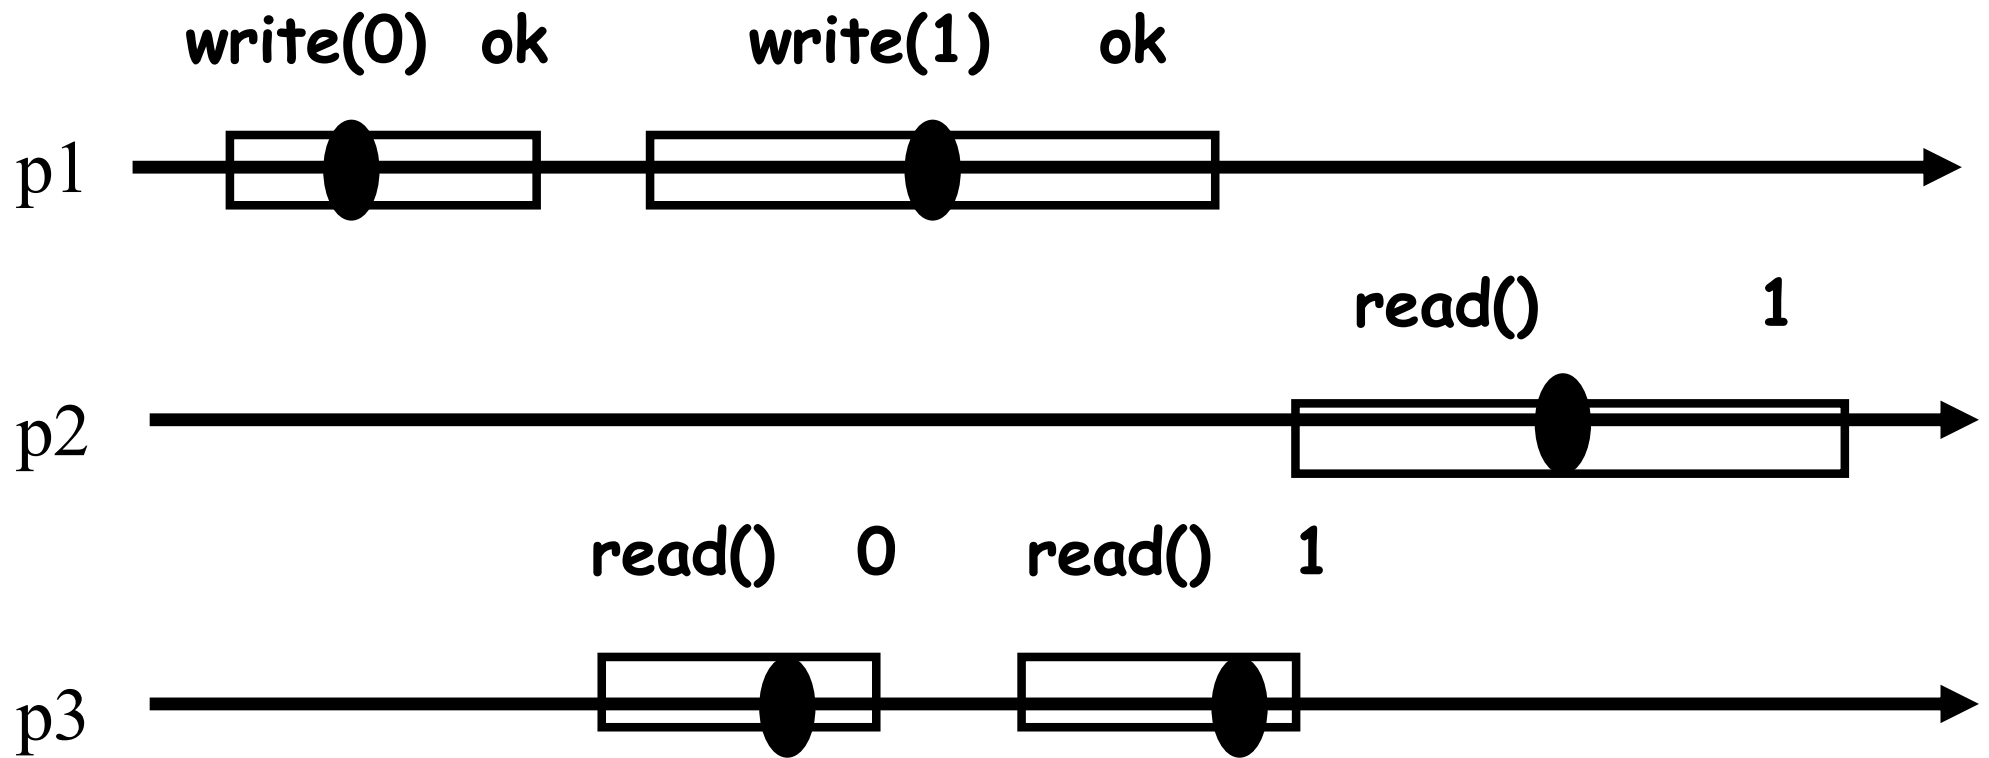 write(0) ok write(1) ok
p1
read() 1
p2
read() 0 read() 1
p3